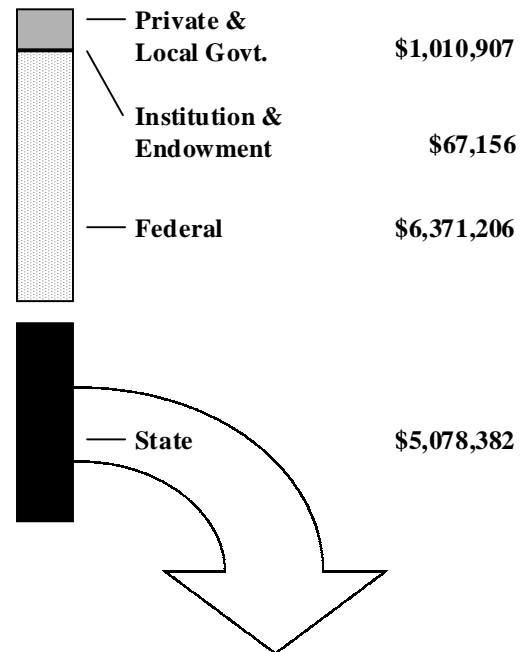 Private &
Local Govt. $1,010,907
Institution &
Endowment $67,156
Federal $6,371,206
State $5,078,382